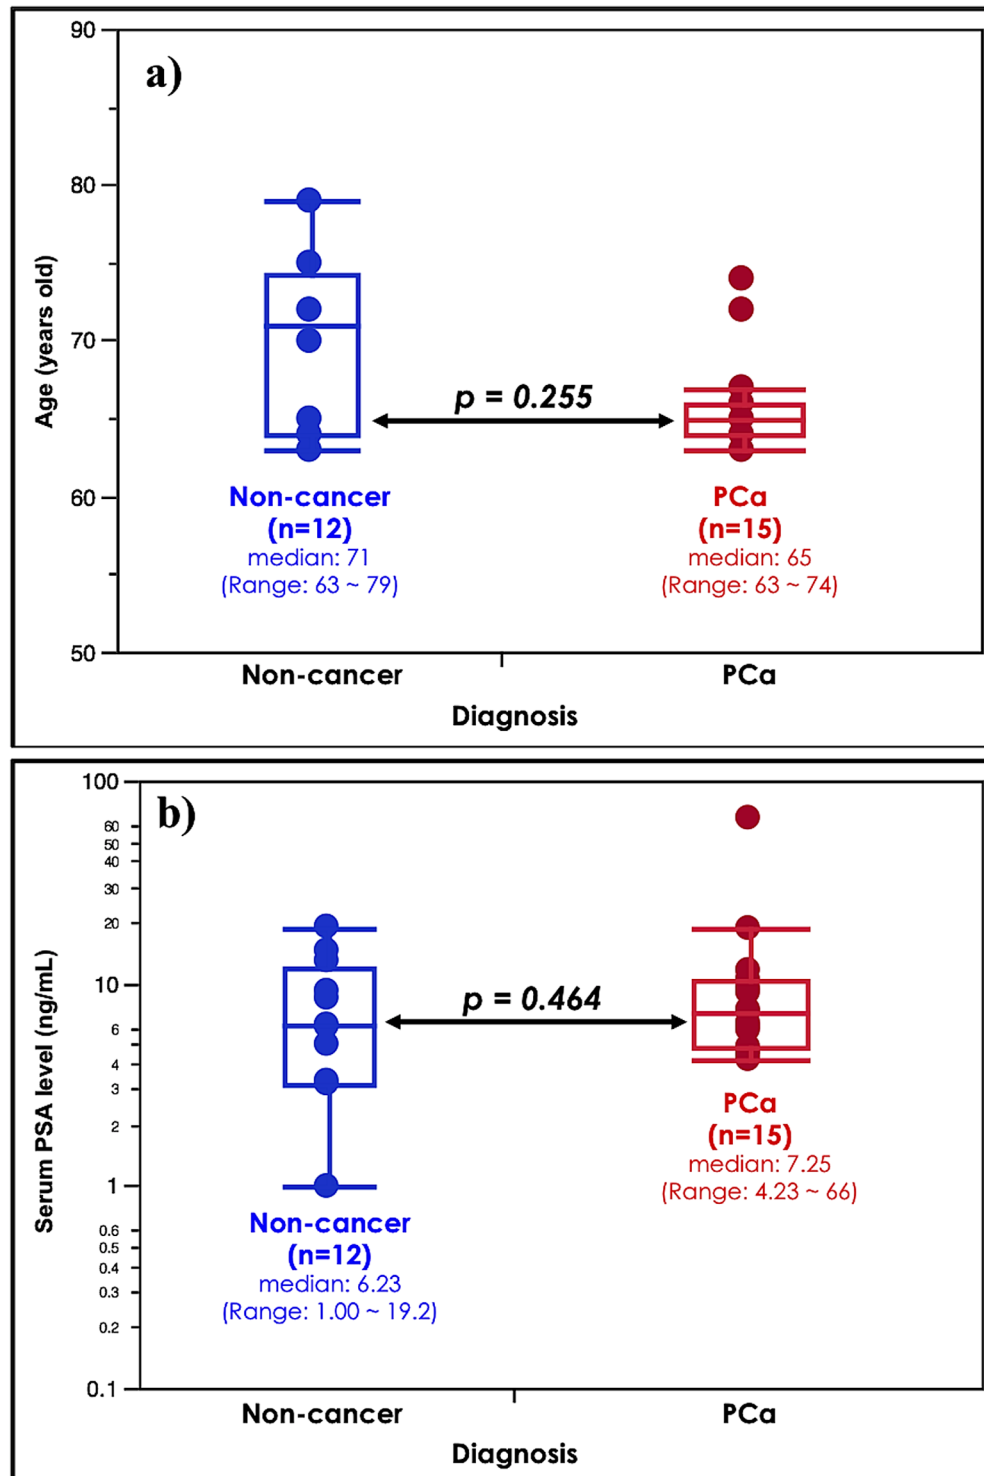 a)
90
80
70
60
50
Age (years old)
p = 0.255
Non-cancer
(n=12)
median: 71
(Range: 63 ~ 79)
PCa
(n=15)
median: 65
(Range: 63 ~ 74)
Non-cancer
PCa
Diagnosis
b)
100
60
50
40
30
20
10
6
4
3
2
1
0.6
0.5
0.4
0.3
0.2
0.1
Serum PSA level (ng/mL)
p = 0.464
PCa
(n=15)
median: 7.25
(Range: 4.23 ~ 66)
Non-cancer
(n=12)
median: 6.23
(Range: 1.00 ~ 19.2)
Non-cancer
PCa
Diagnosis